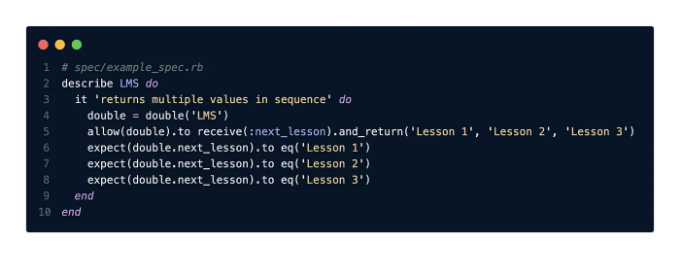 1 # spec/example_spec.rb
2 describe LMS do
3   it 'returns multiple values in sequence' do
4     double = double('LMS')
5     allow(double).to receive(:next_lesson).and_return('Lesson 1', 'Lesson 2', 'Lesson 3')
6     expect(double.next_lesson).to eq('Lesson 1')
7     expect(double.next_lesson).to eq('Lesson 2')
8     expect(double.next_lesson).to eq('Lesson 3')
9   end
10 end